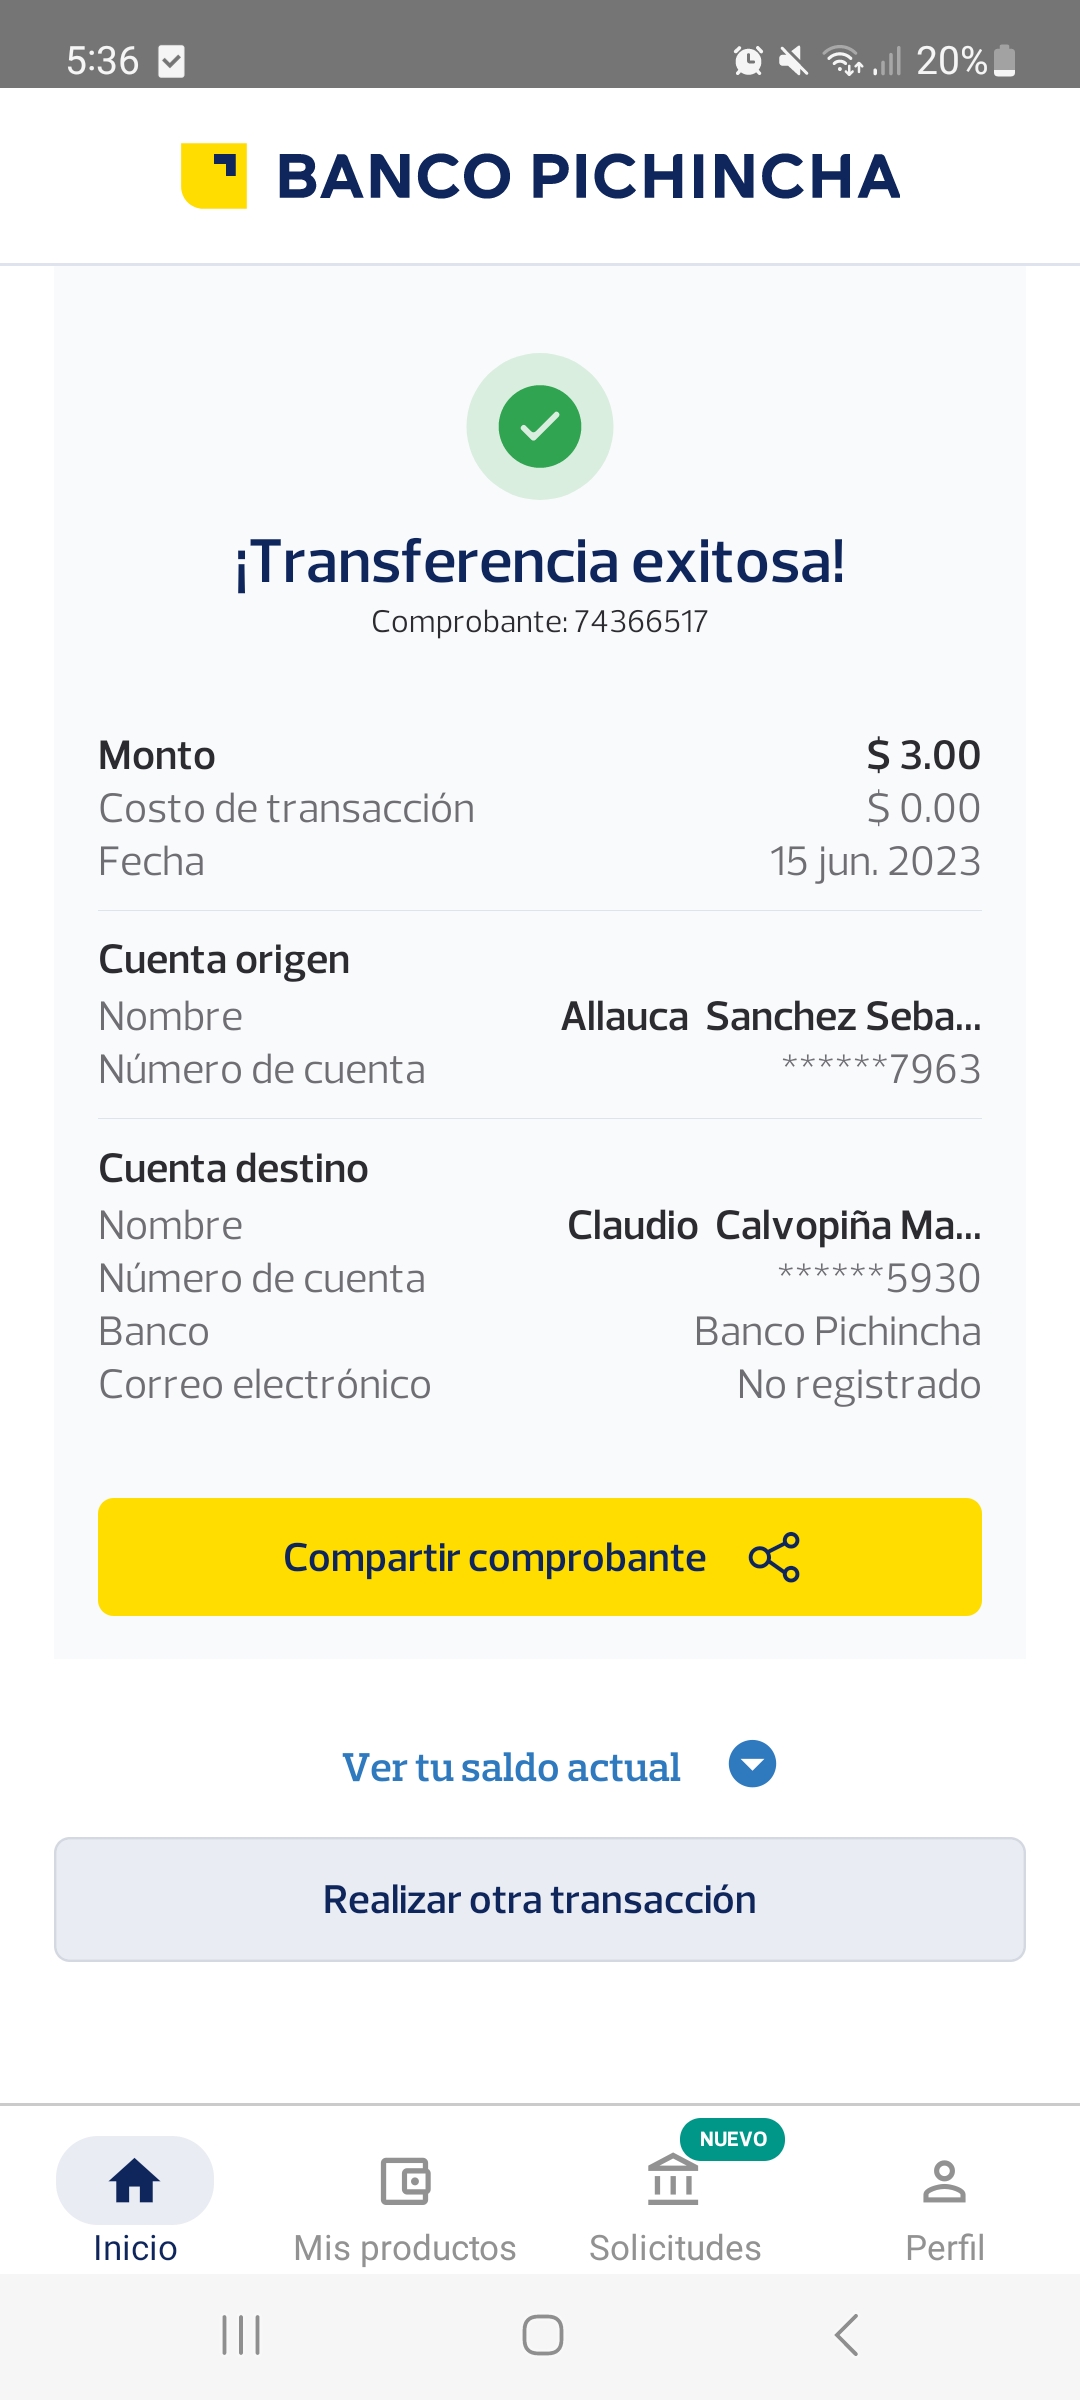 5:36
20%
BANCO PICHINCHA
¡Transferencia exitosa!
Comprobante: 74366517
Monto $ 3.00
Costo de transacción $ 0.00
Fecha 15 jun. 2023
Cuenta origen
Nombre Allauca Sanchez Seba...
Número de cuenta ******7963
Cuenta destino
Nombre Claudio Calvopiña Ma...
Número de cuenta ******5930
Banco Banco Pichincha
Correo electrónico No registrado
Compartir comprobante
Ver tu saldo actual
Realizar otra transacción
NUEVO
Inicio Mis productos Solicitudes Perfil